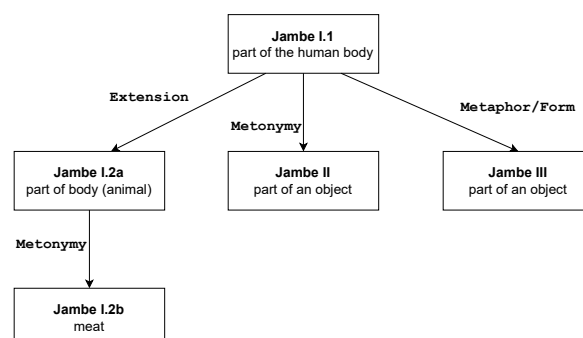 Jambe I.1
part of the human body
Extension
Metonymy
Metaphor/Form
Jambe I.2a
part of body (animal)
Jambe II
part of an object
Jambe III
part of an object
Metonymy
Jambe I.2b
meat